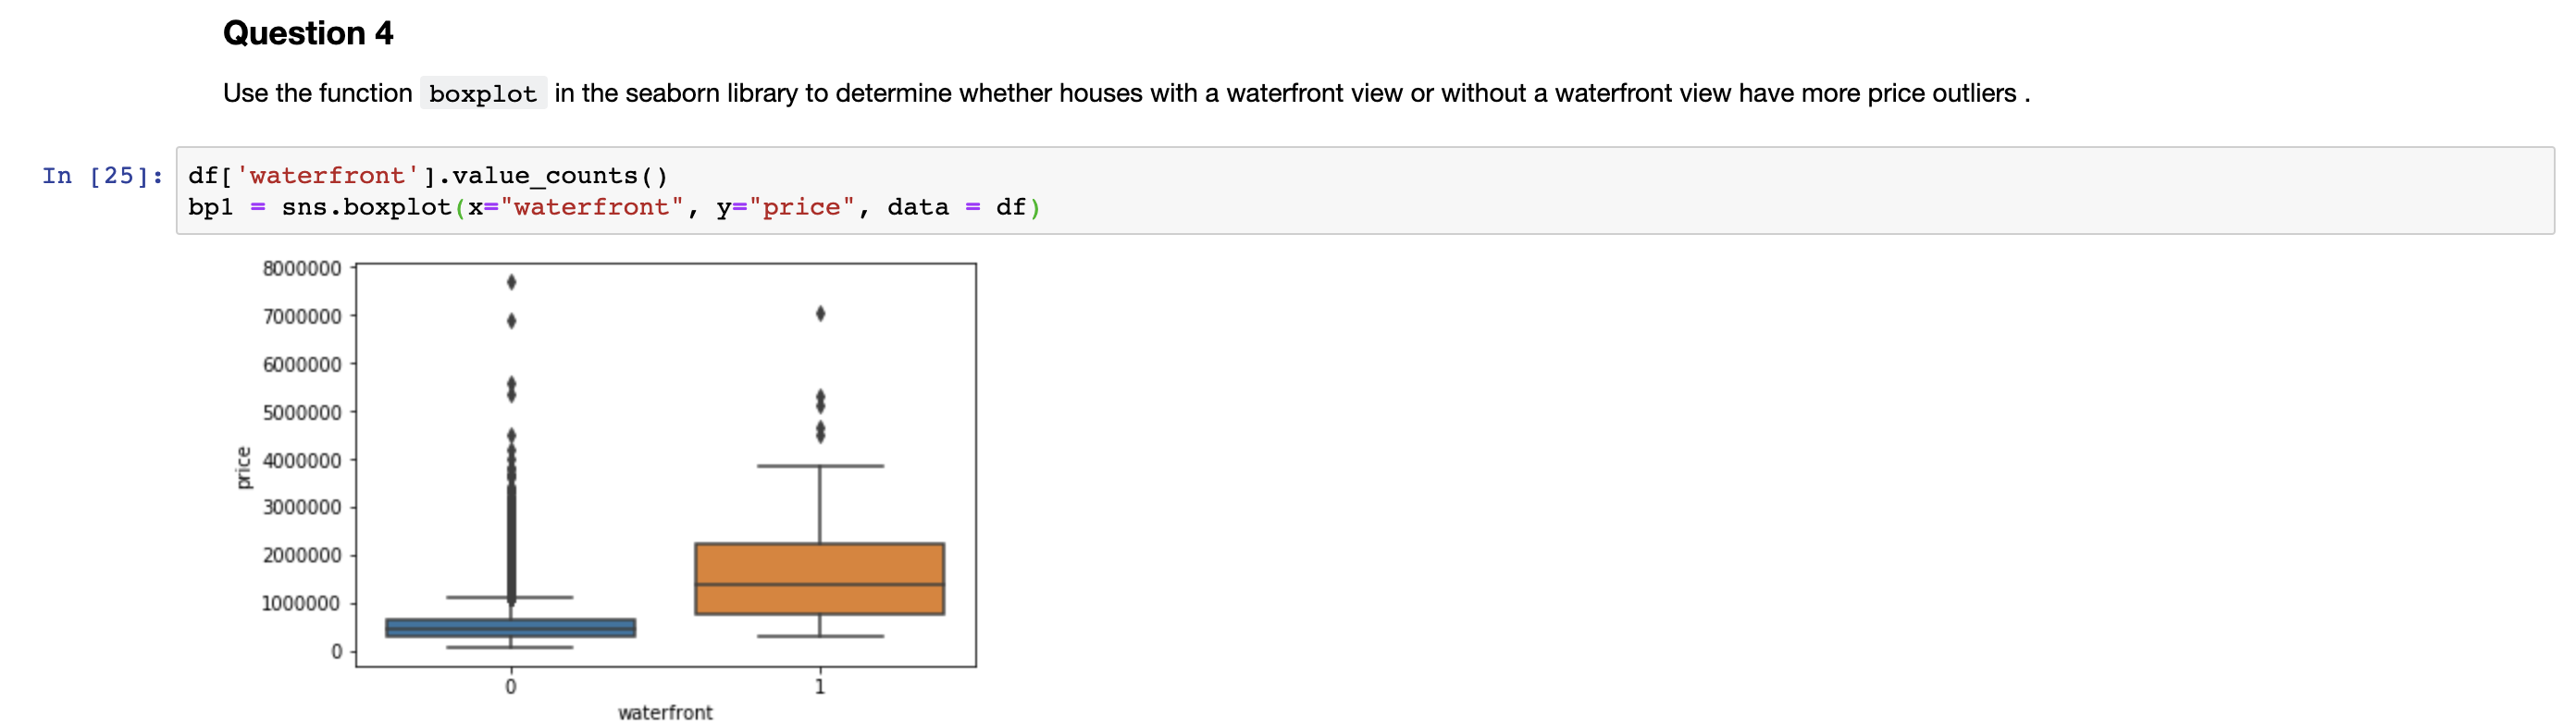 Question 4
Use the function boxplot in the seaborn library to determine whether houses with a waterfront view or without a waterfront view have more price outliers .
In [25]: df['waterfront'].value_counts()
bp1 = sns.boxplot(x="waterfront", y="price", data = df)
8000000
7000000
6000000
5000000
4000000
3000000
2000000
1000000
0
price
0 1
waterfront